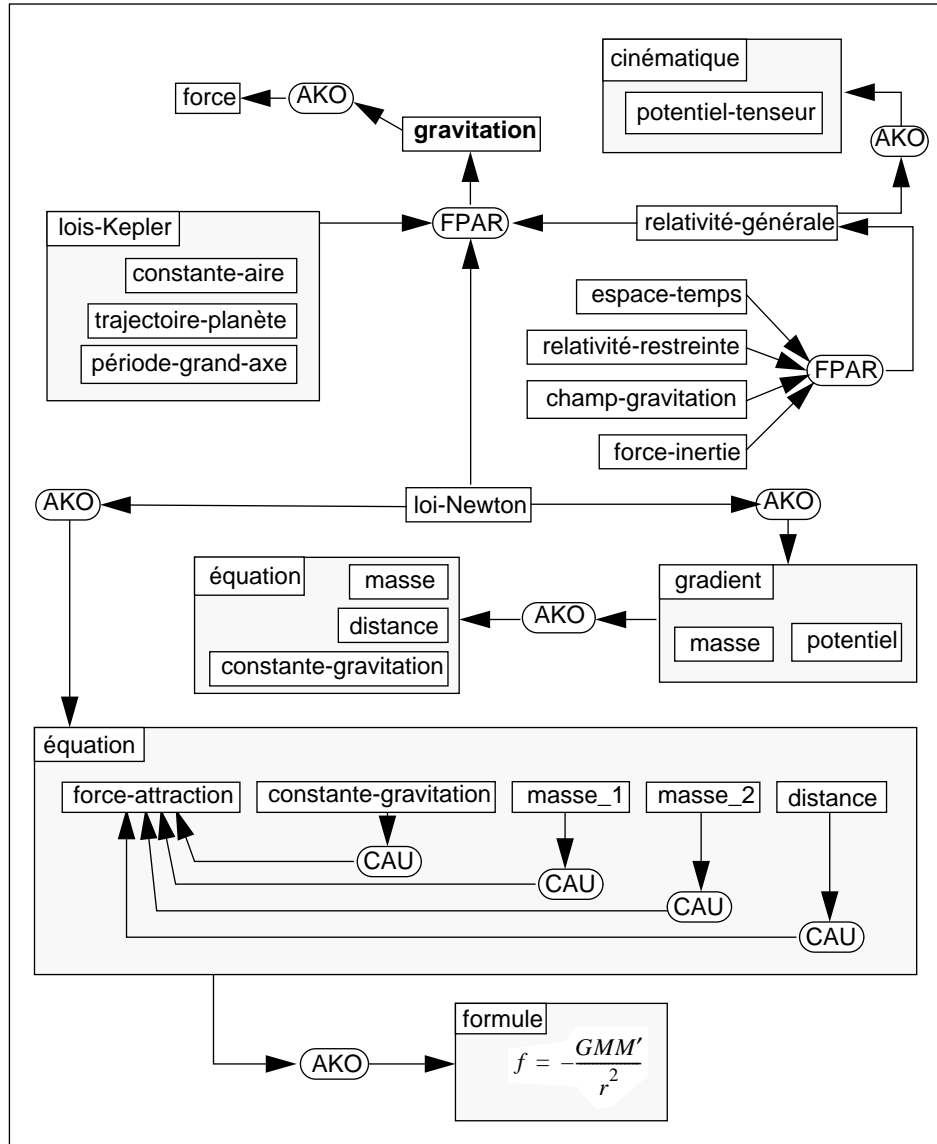 cinématique
potentiel-tenseur
force
AKO
gravitation
AKO
lois-Kepler
FPAR
relativité-générale
constante-aire
trajectoire-planète
période-grand-axe
espace-temps
relativité-restreinte
FPAR
champ-gravitation
force-inertie
AKO
loi-Newton
AKO
équation
masse
distance
constante-gravitation
AKO
gradient
masse
potentiel
équation
force-attraction
constante-gravitation
masse_1
masse_2
distance
CAU
CAU
CAU
CAU
formule
AKO
f = -GMM'/r²